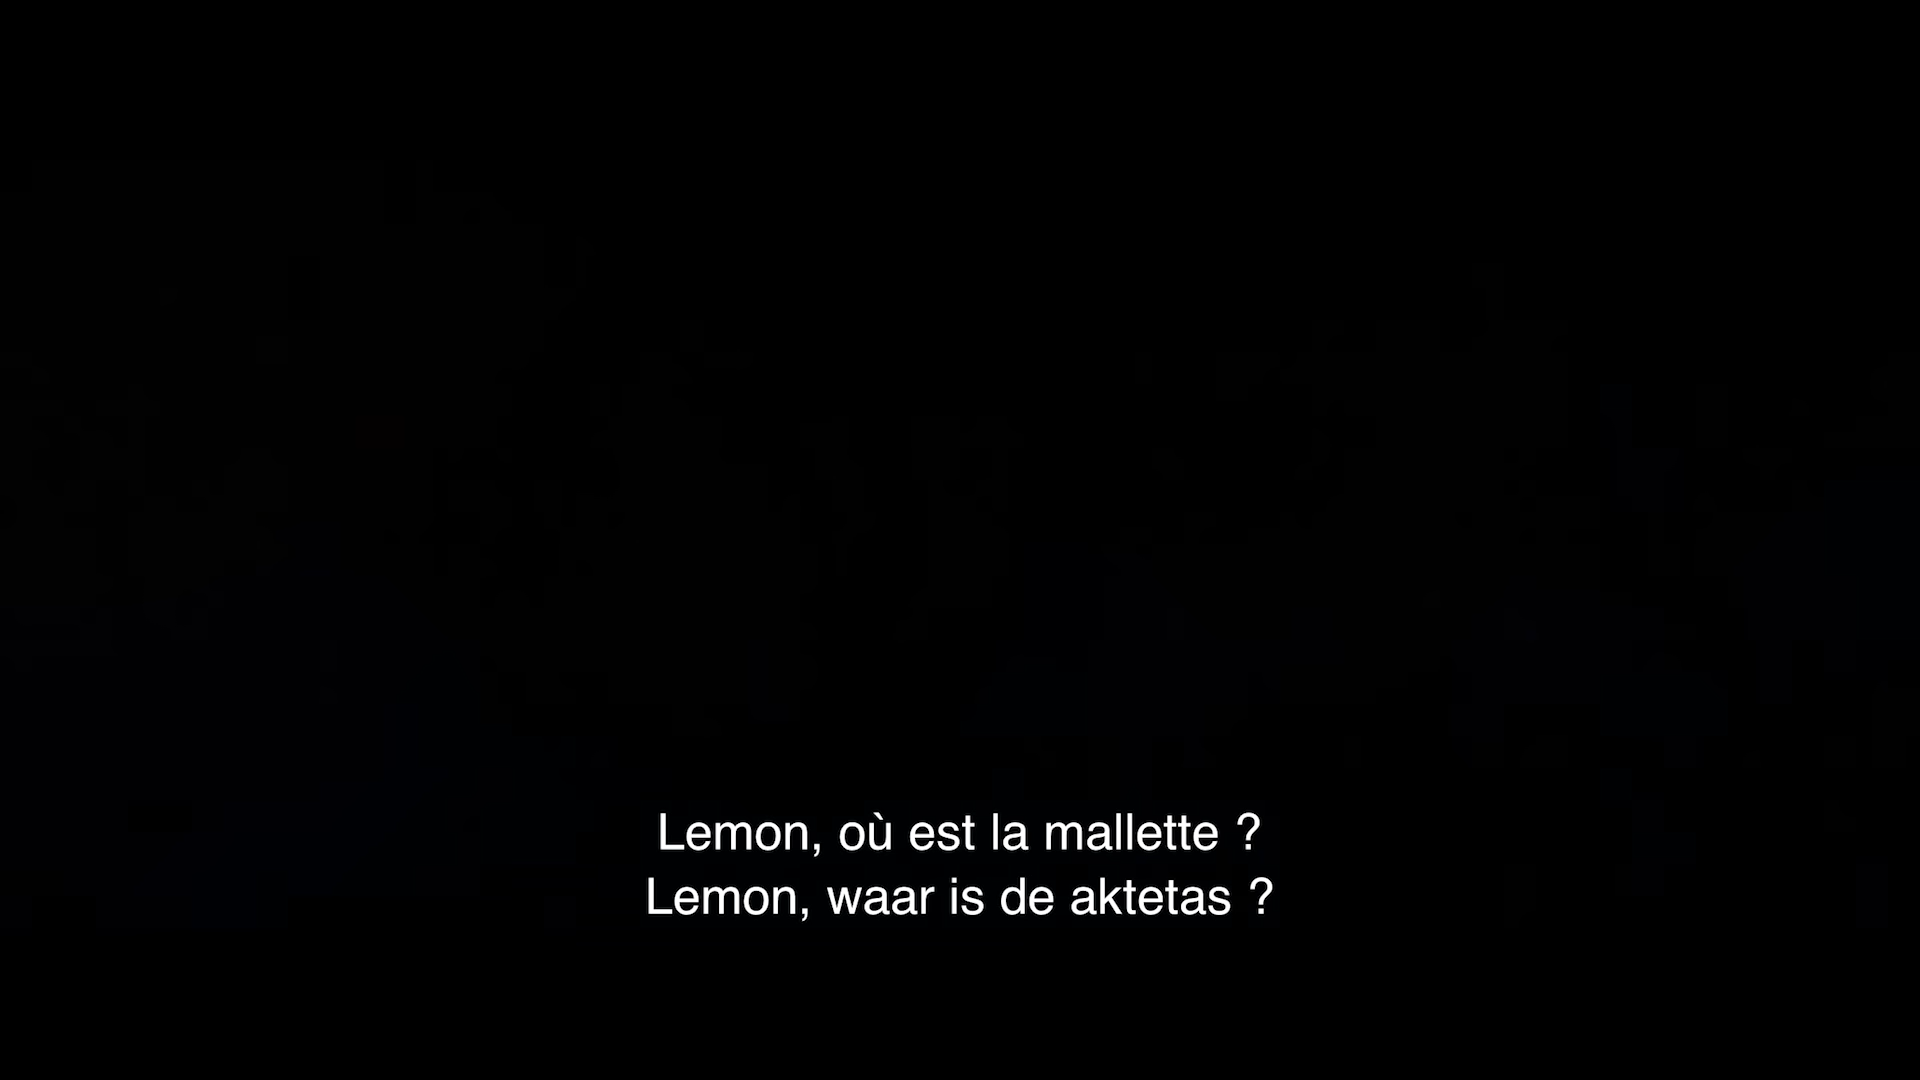 Lemon, où est la mallette ?
Lemon, waar is de aktetas ?